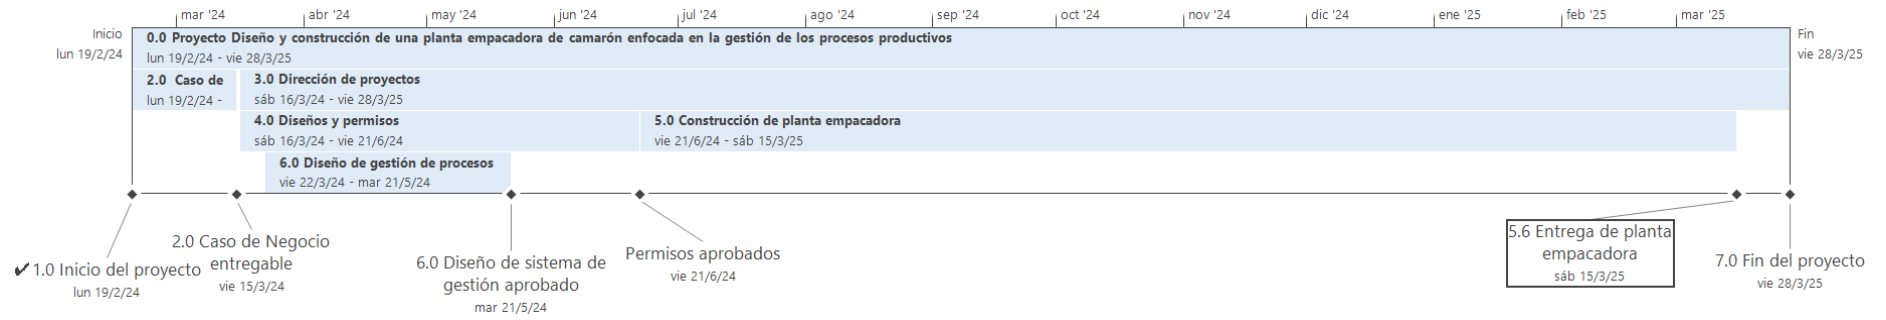 mar '24
abr '24
may '24
jun '24
jul '24
ago '24
sep '24
oct '24
nov '24
dic '24
ene '25
feb '25
mar '25
Inicio
lun 19/2/24
0.0 Proyecto Diseño y construcción de una planta empacadora de camarón enfocada en la gestión de los procesos productivos
lun 19/2/24 - vie 28/3/25
Fin
vie 28/3/25
2.0 Caso de
lun 19/2/24 -
3.0 Dirección de proyectos
sáb 16/3/24 - vie 28/3/25
4.0 Diseños y permisos
sáb 16/3/24 - vie 21/6/24
5.0 Construcción de planta empacadora
vie 21/6/24 - sáb 15/3/25
6.0 Diseño de gestión de procesos
vie 22/3/24 - mar 21/5/24
✔ 1.0 Inicio del proyecto
lun 19/2/24
2.0 Caso de Negocio
entregable
vie 15/3/24
6.0 Diseño de sistema de
gestión aprobado
mar 21/5/24
Permisos aprobados
vie 21/6/24
5.6 Entrega de planta
empacadora
sáb 15/3/25
7.0 Fin del proyecto
vie 28/3/25